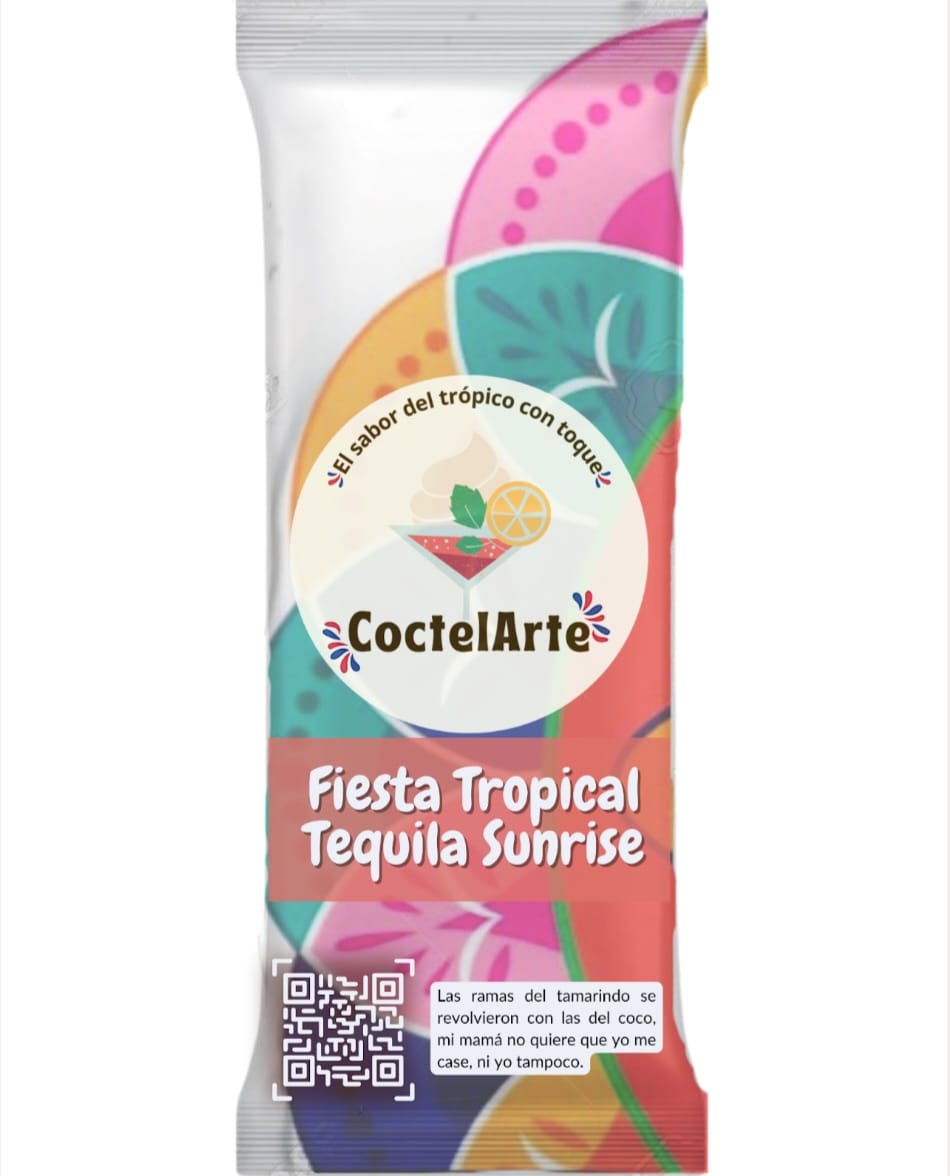 El sabor del trópico con toque
CoctelArte
Fiesta Tropical
Tequila Sunrise
Las ramas del tamarindo se
revolvieron con las del coco,
mi mamá no quiere que yo me
case, ni yo tampoco.